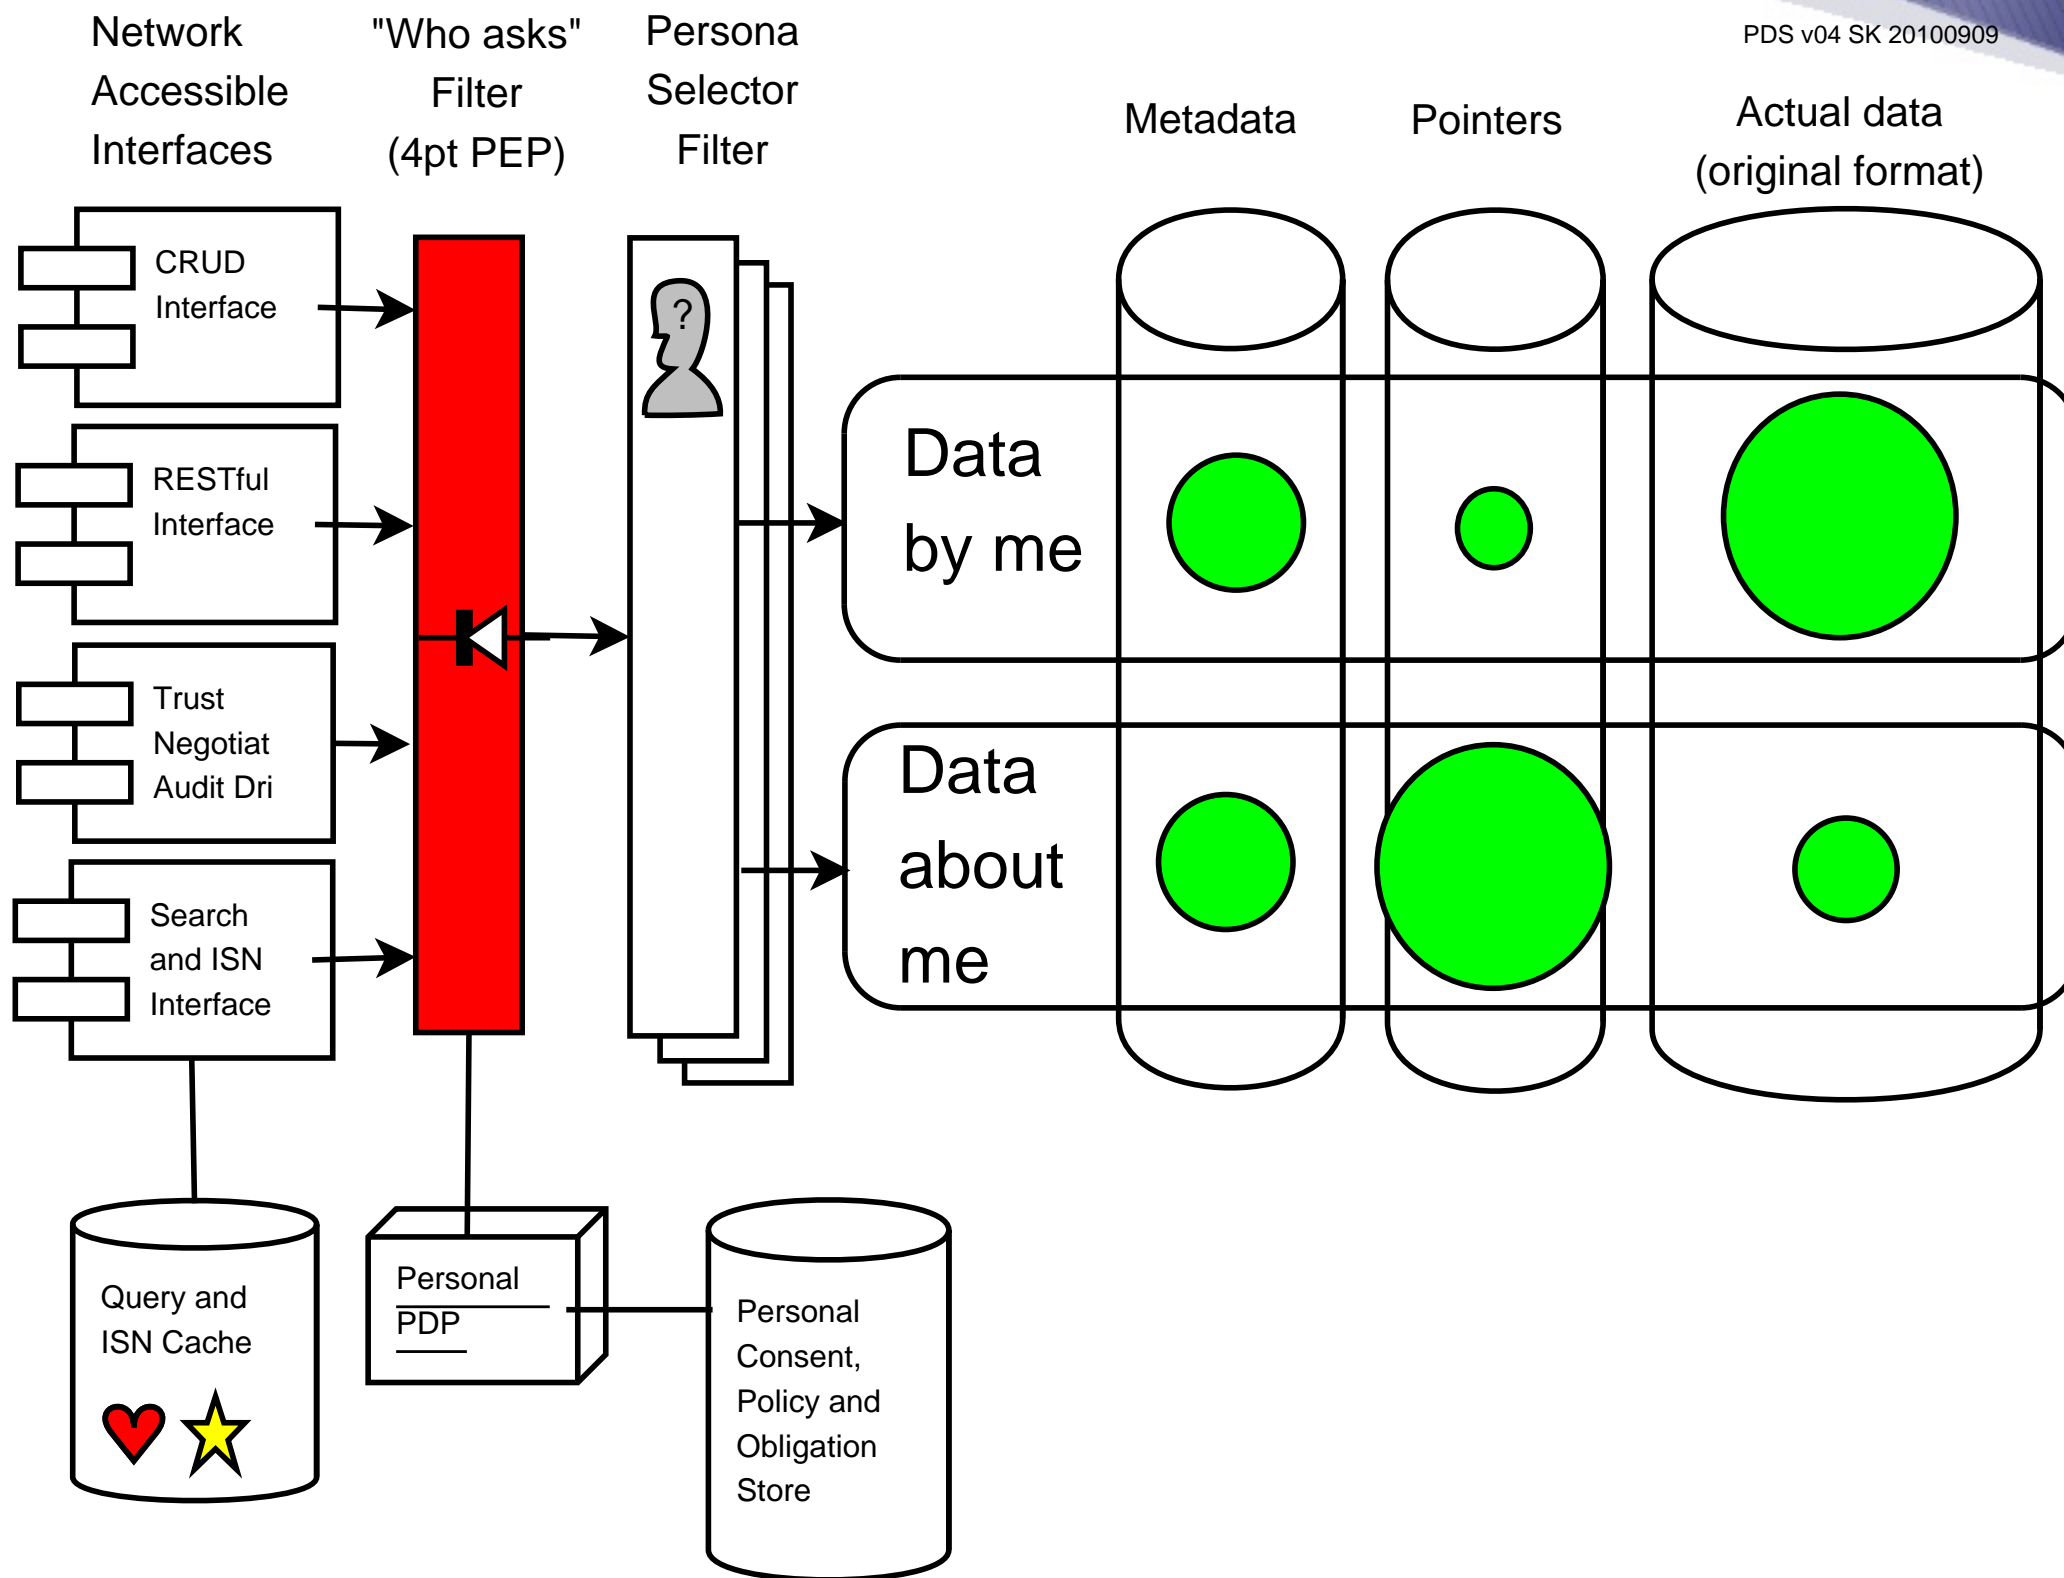 PDS v04 SK 20100909
Network
Accessible
Interfaces
"Who asks"
Filter
(4pt PEP)
Persona
Selector
Filter
Metadata
Pointers
Actual data
(original format)
CRUD
Interface
RESTful
Interface
Trust
Negotiat
Audit Dri
Search
and ISN
Interface
?
Data
by me
Data
about
me
Query and
ISN Cache
Personal
PDP
Personal
Consent,
Policy and
Obligation
Store